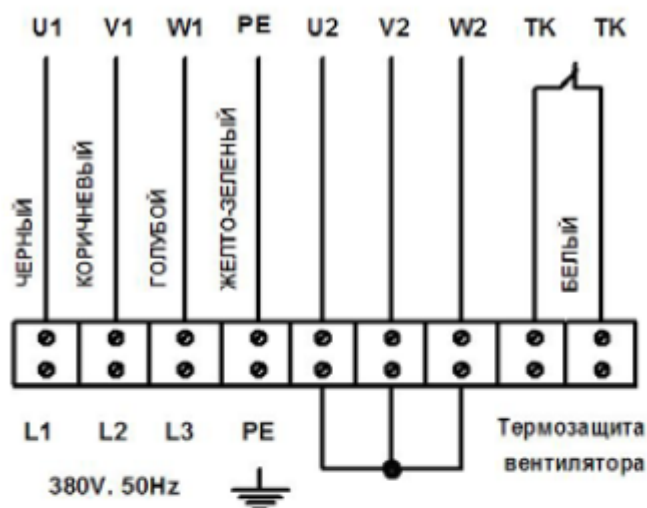 U1 V1 W1 PE U2 V2 W2 TK TK
ЧЕРНЫЙ
КОРИЧНЕВЫЙ
ГОЛУБОЙ
ЖЕЛТО-ЗЕЛЕНЫЙ
БЕЛЫЙ
L1 L2 L3 PE
380V. 50Hz
Термозащита
вентилятора